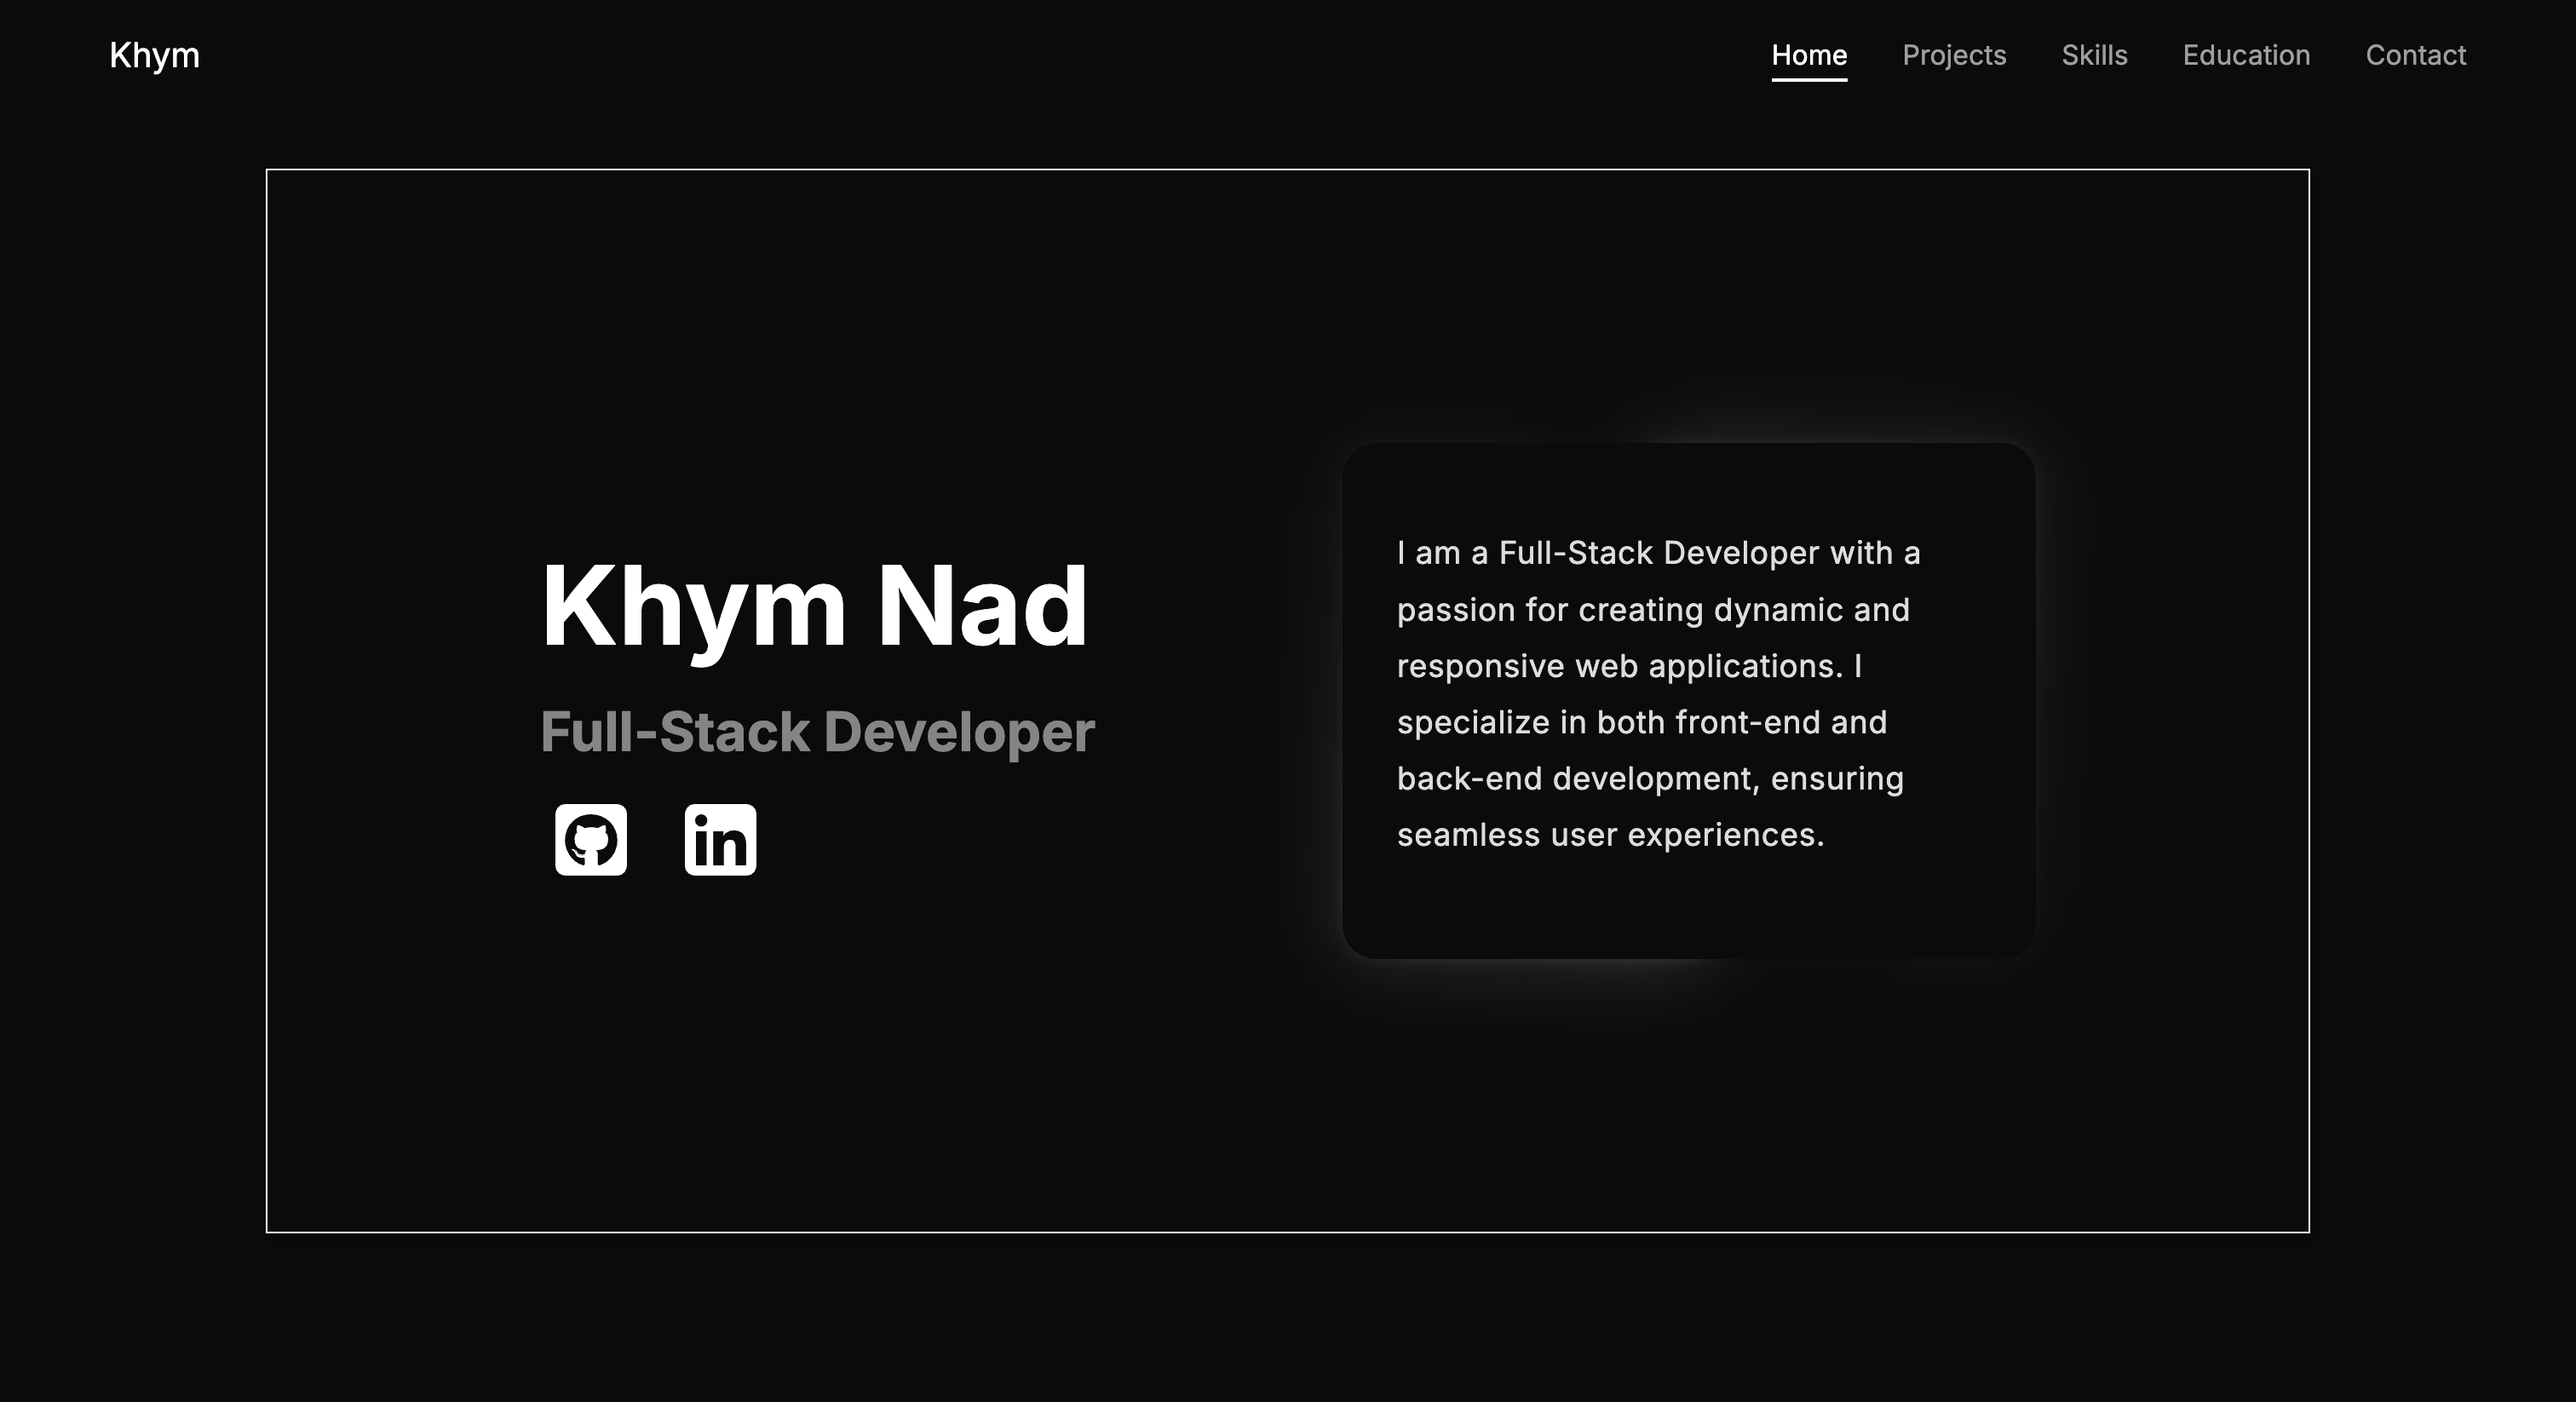 Khym
Home Projects Skills Education Contact
Khym Nad
Full-Stack Developer
in
I am a Full-Stack Developer with a
passion for creating dynamic and
responsive web applications. I
specialize in both front-end and
back-end development, ensuring
seamless user experiences.